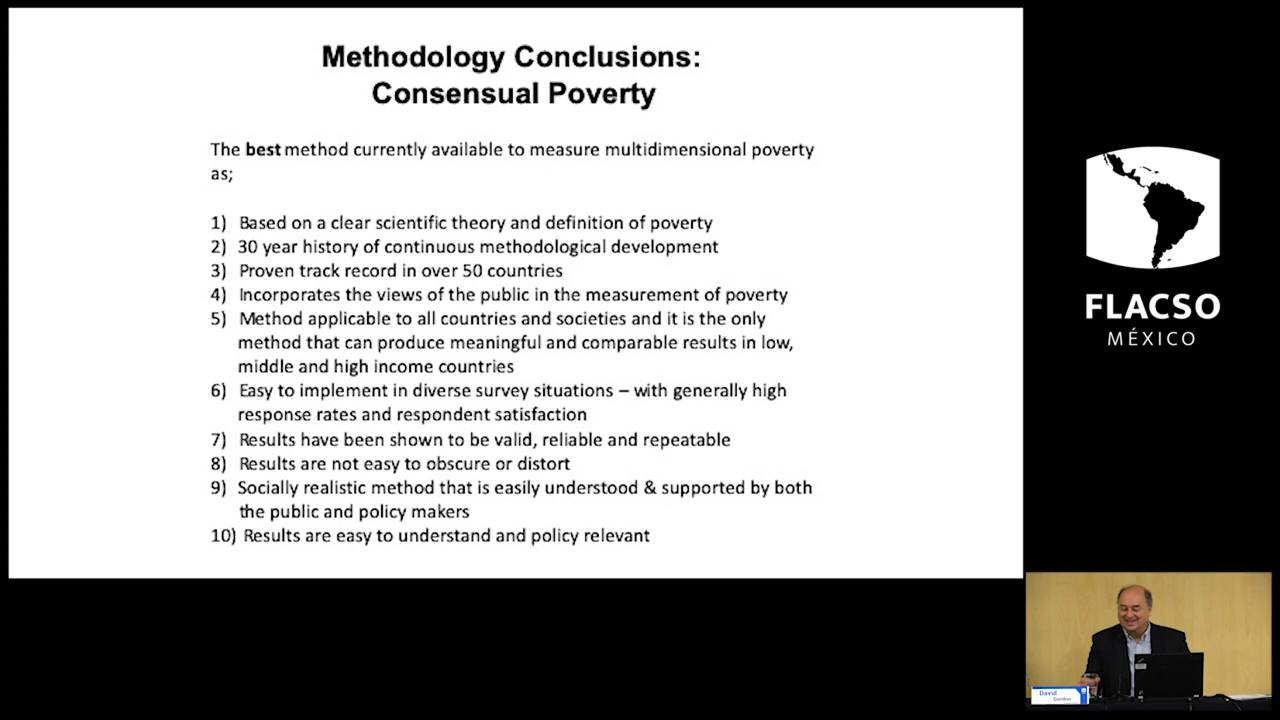 Methodology Conclusions:
Consensual Poverty
The best method currently available to measure multidimensional poverty
as;
1) Based on a clear scientific theory and definition of poverty
2) 30 year history of continuous methodological development
3) Proven track record in over 50 countries
4) Incorporates the views of the public in the measurement of poverty
5) Method applicable to all countries and societies and it is the only
method that can produce meaningful and comparable results in low,
middle and high income countries
6) Easy to implement in diverse survey situations – with generally high
response rates and respondent satisfaction
7) Results have been shown to be valid, reliable and repeatable
8) Results are not easy to obscure or distort
9) Socially realistic method that is easily understood & supported by both
the public and policy makers
10) Results are easy to understand and policy relevant
FLACSO
MÉXICO
David
Gordon